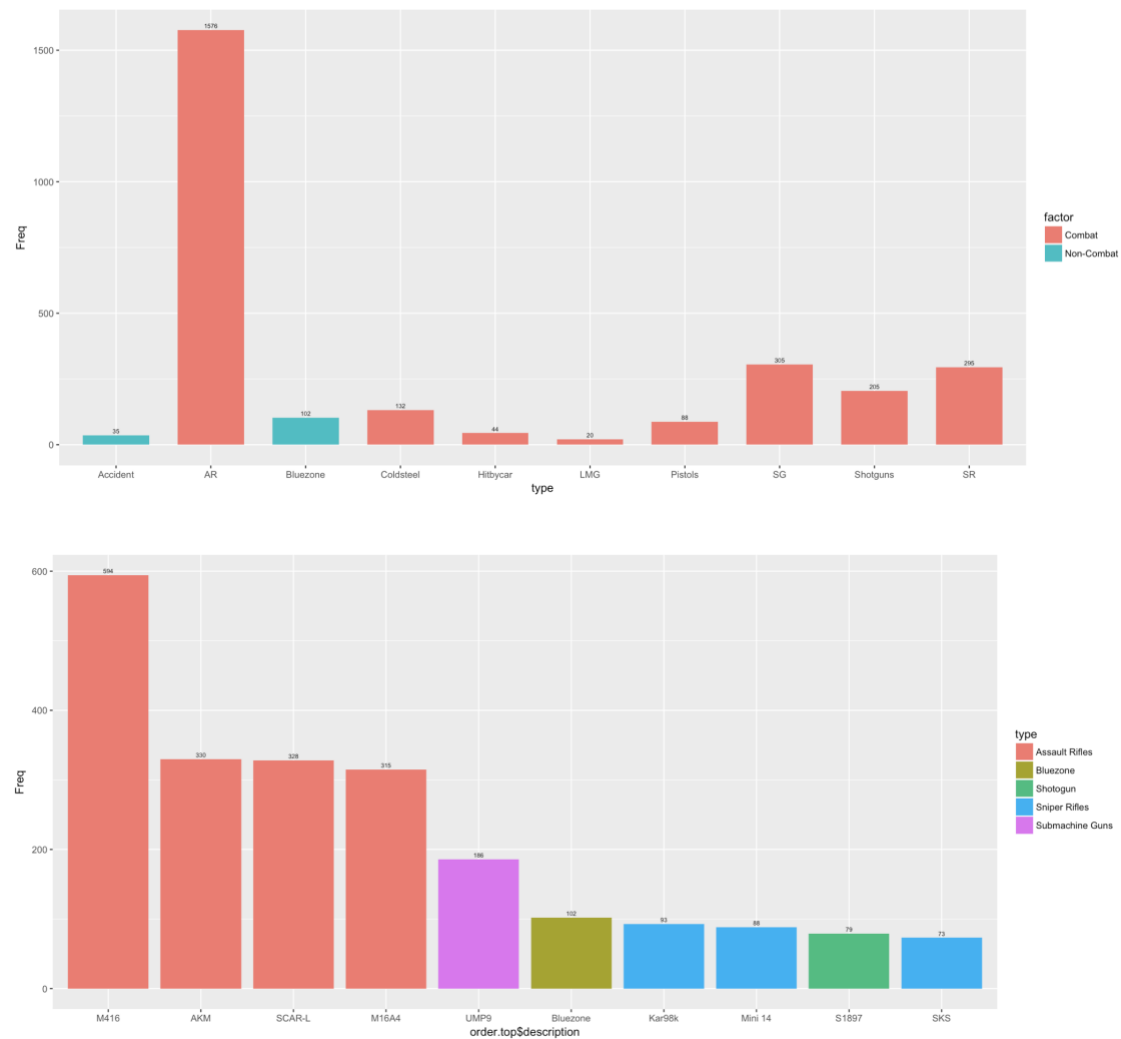 1576
1500
1000
Freq
500
0
35
102
132
44
20
88
305
205
295
Accident AR Bluezone Coldsteel Hitbycar LMG Pistols SG Shotguns SR
type
factor
Combat
Non-Combat
594
600
400
Freq
200
0
330
328
315
186
102
93
88
79
73
M416 AKM SCAR-L M16A4 UMP9 Bluezone Kar98k Mini 14 S1897 SKS
order.top$description
type
Assault Rifles
Bluezone
Shotogun
Sniper Rifles
Submachine Guns